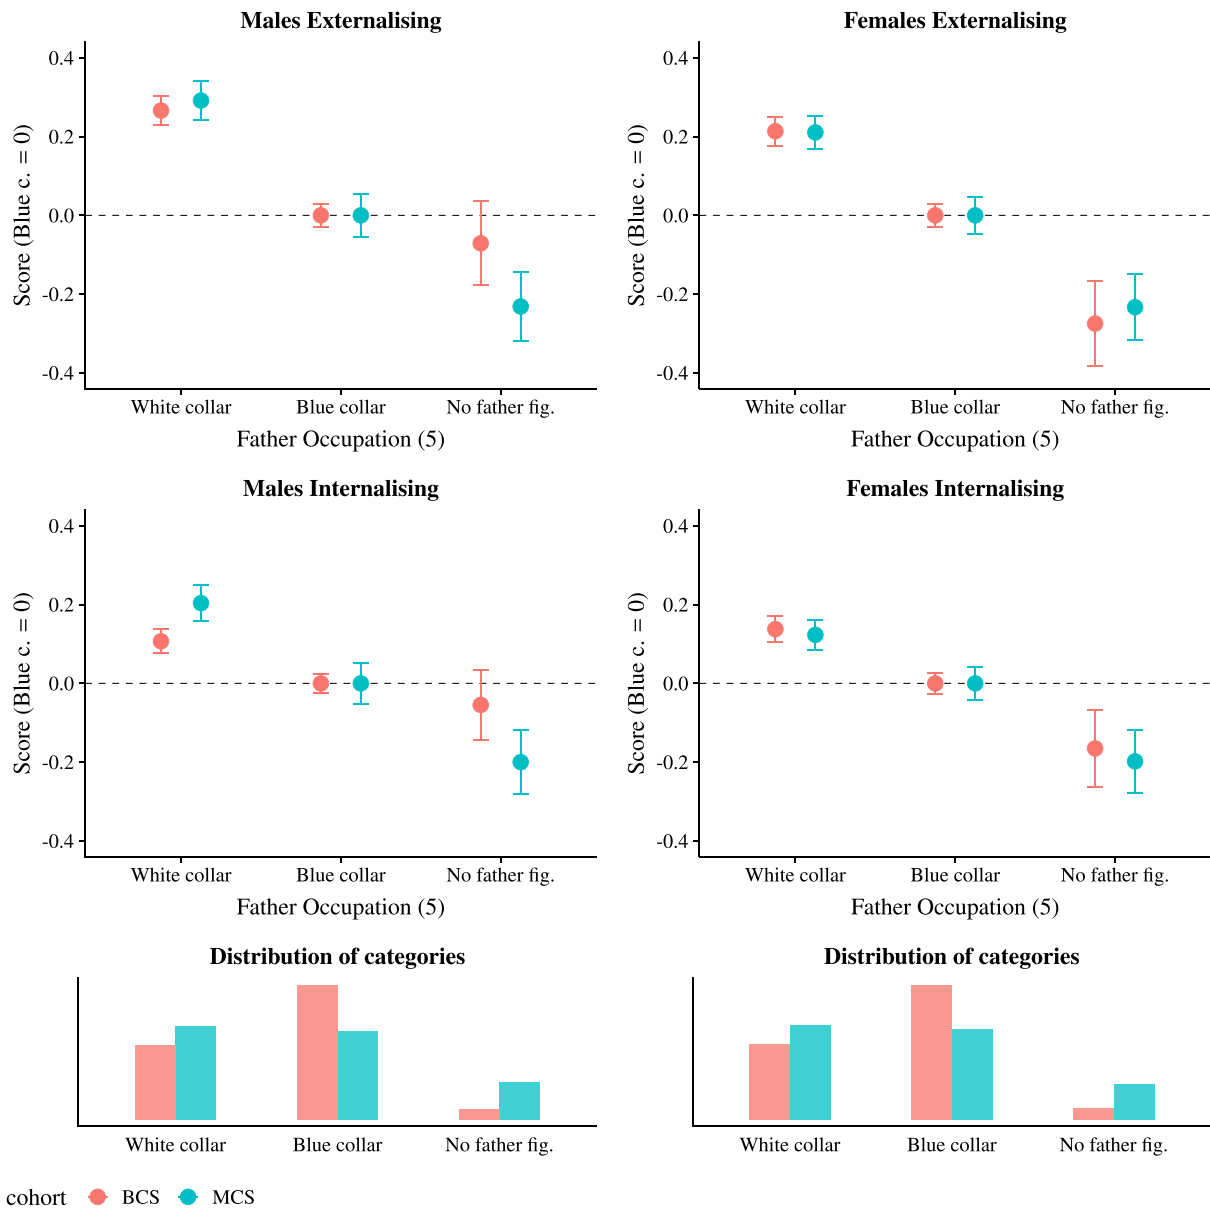 Males Externalising
Females Externalising
Score (Blue c. = 0)
0.4
0.2
0.0
-0.2
-0.4
White collar
Blue collar
No father fig.
Father Occupation (5)
Score (Blue c. = 0)
0.4
0.2
0.0
-0.2
-0.4
White collar
Blue collar
No father fig.
Father Occupation (5)
Males Internalising
Females Internalising
Score (Blue c. = 0)
0.4
0.2
0.0
-0.2
-0.4
White collar
Blue collar
No father fig.
Father Occupation (5)
Score (Blue c. = 0)
0.4
0.2
0.0
-0.2
-0.4
White collar
Blue collar
No father fig.
Father Occupation (5)
Distribution of categories
White collar
Blue collar
No father fig.
Distribution of categories
White collar
Blue collar
No father fig.
cohort BCS MCS